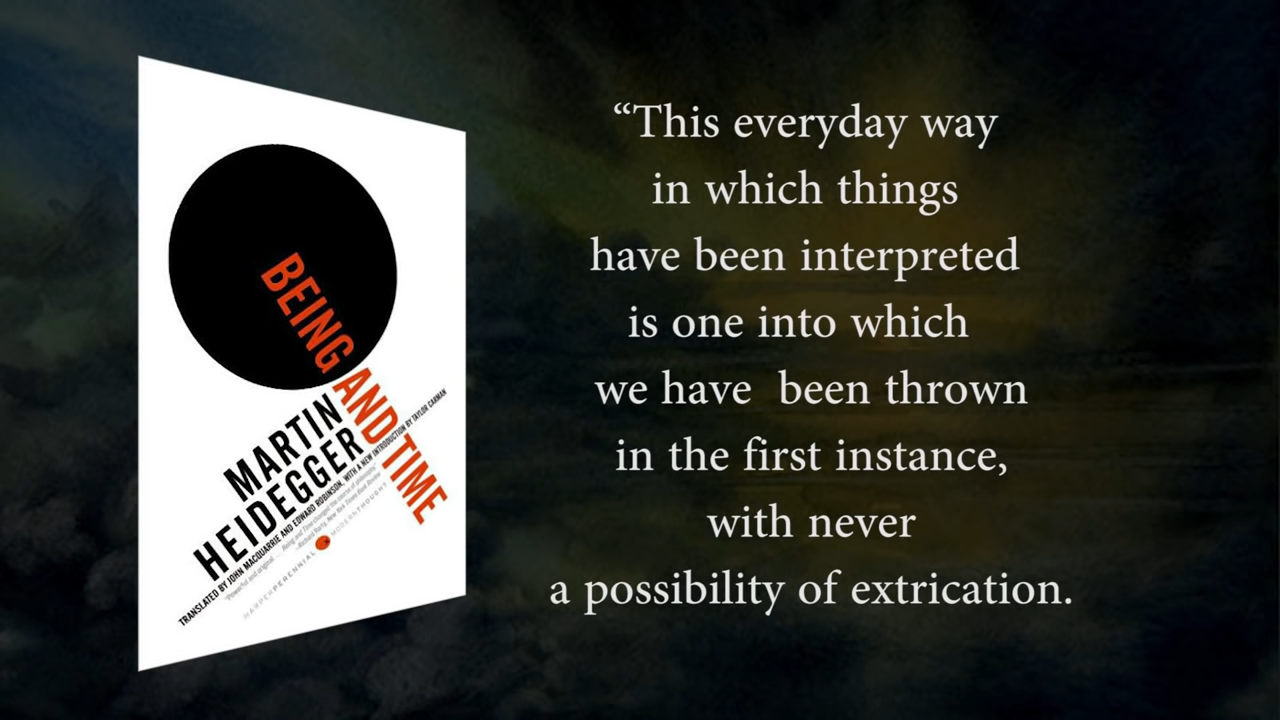 BEING AND TIME
MARTIN
HEIDEGGER
TRANSLATED BY JOHN MACQUARRIE AND EDWARD ROBINSON, WITH A NEW INTRODUCTION BY TAYLOR CARMAN
HARPERPERENNIAL MODERNTHOUGHT
“This everyday way
in which things
have been interpreted
is one into which
we have  been thrown
in the first instance,
with never
a possibility of extrication.